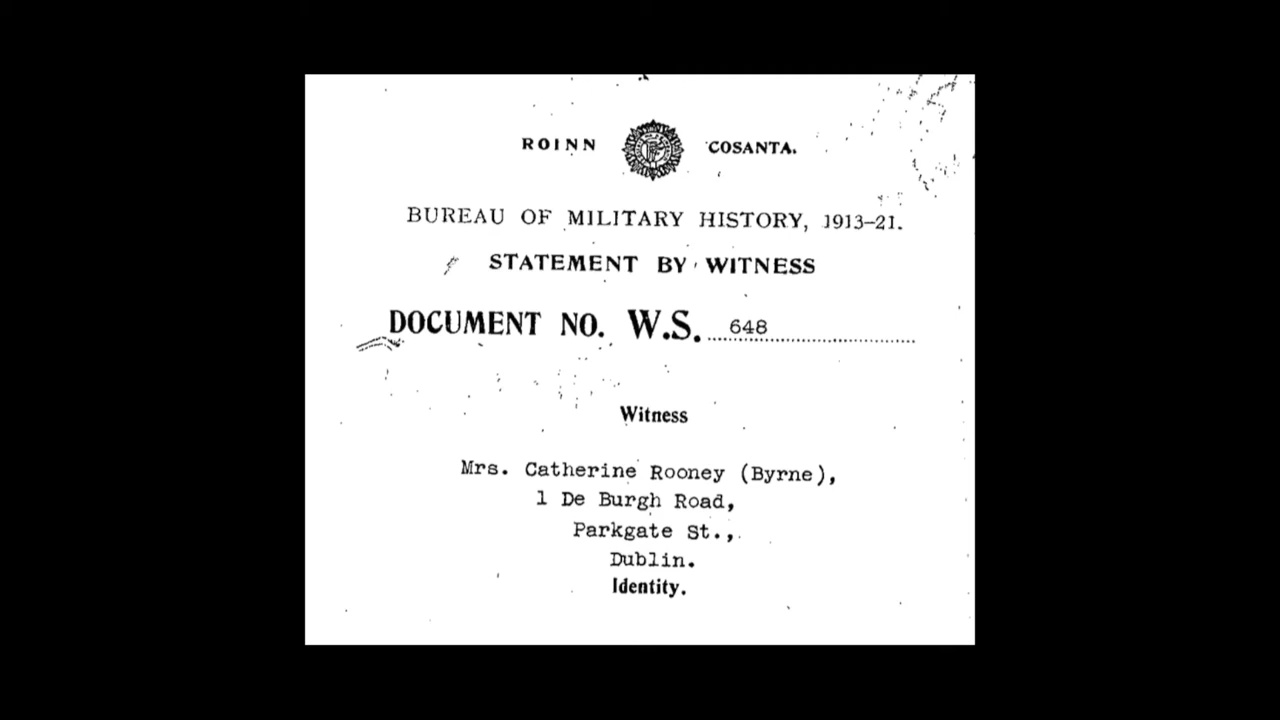 ROINN COSANTA.
BUREAU OF MILITARY HISTORY, 1913-21.
STATEMENT BY WITNESS
DOCUMENT NO. W.S. 648
Witness
Mrs. Catherine Rooney (Byrne),
1 De Burgh Road,
Parkgate St.,
Dublin.
Identity.